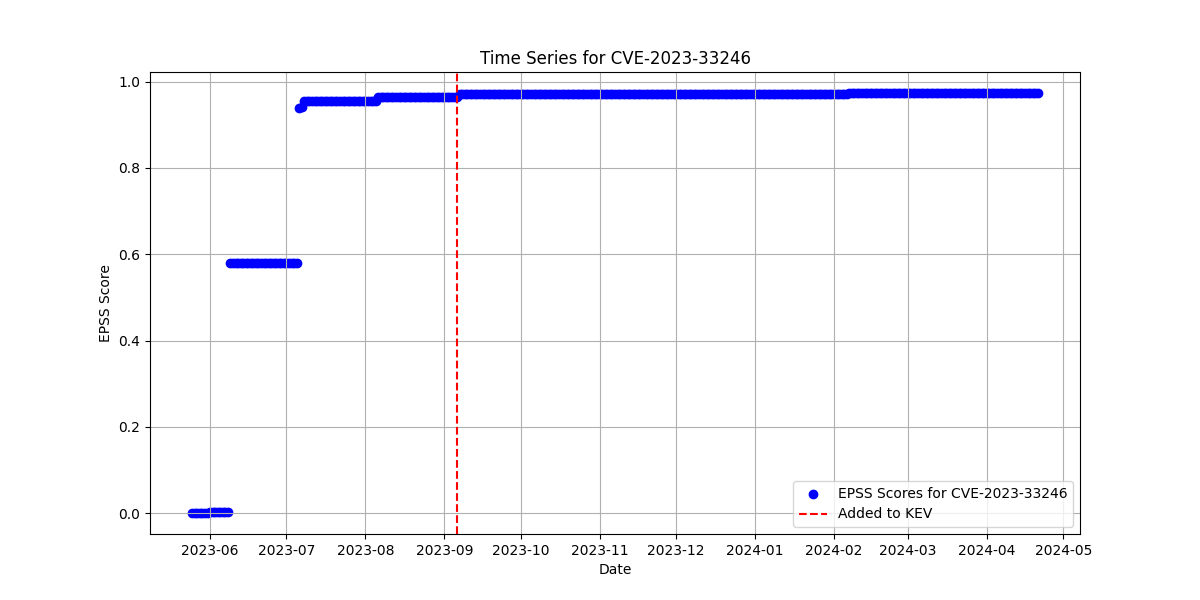 Time Series for CVE-2023-33246
1.0
0.8
0.6
0.4
0.2
0.0
EPSS Score
EPSS Scores for CVE-2023-33246
Added to KEV
2023-06 2023-07 2023-08 2023-09 2023-10 2023-11 2023-12 2024-01 2024-02 2024-03 2024-04 2024-05
Date